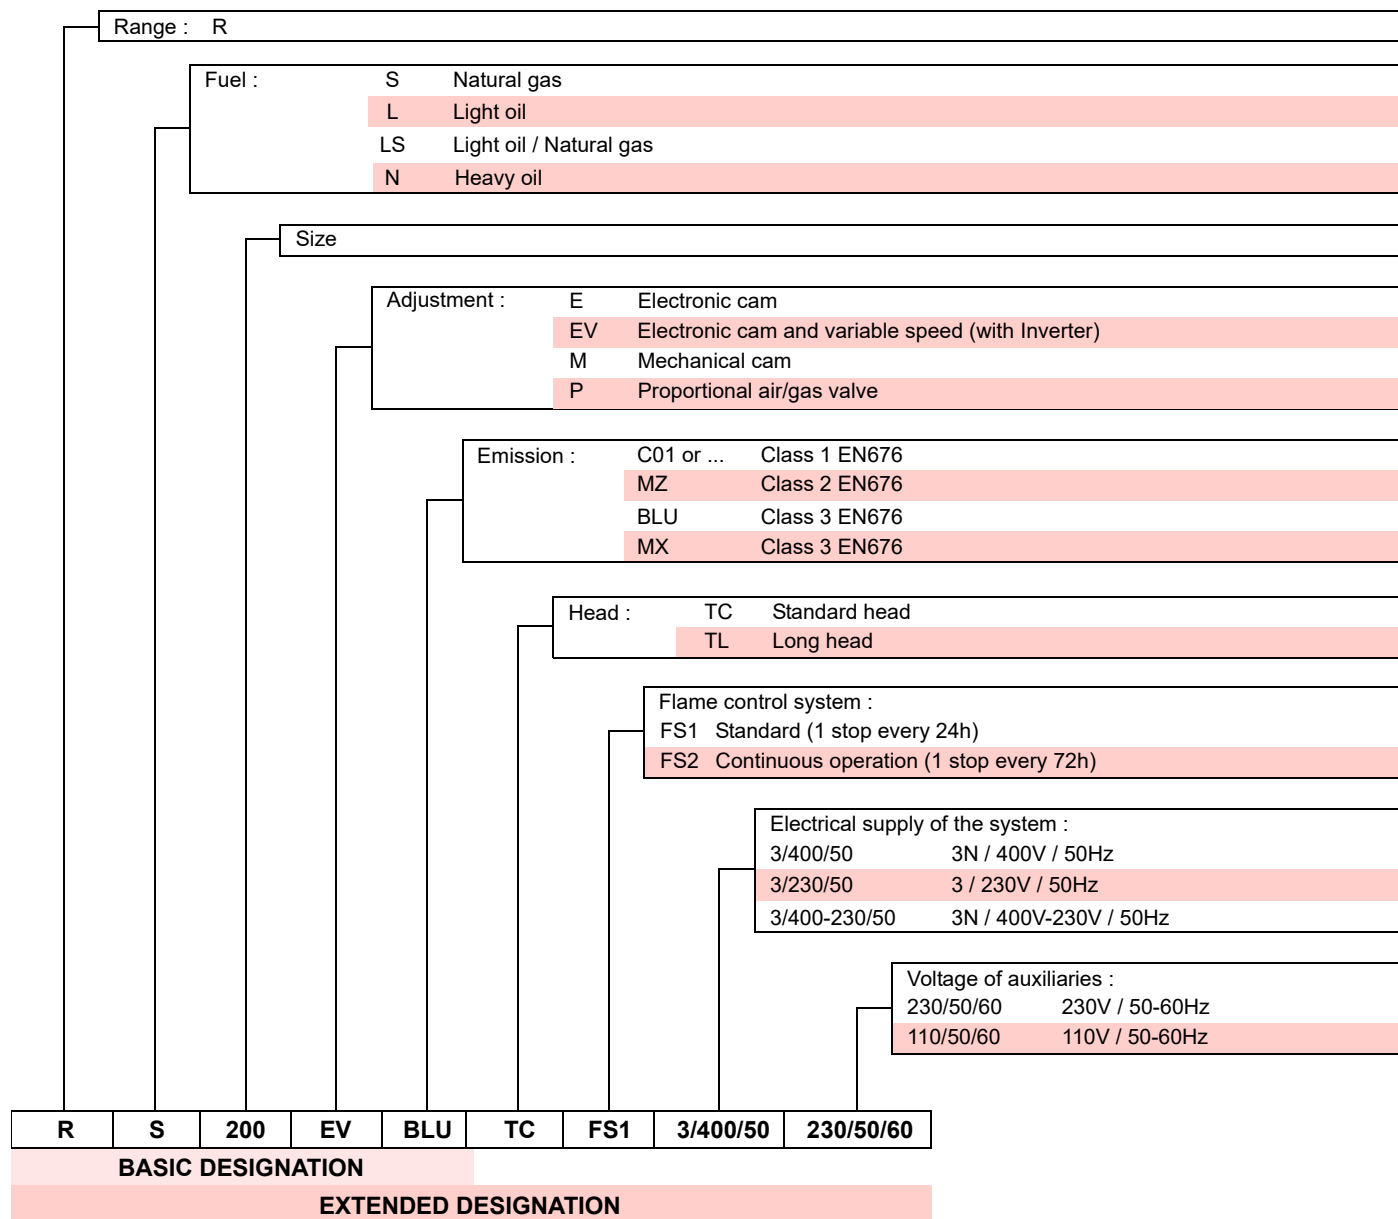 Range : R
Fuel : S Natural gas
L Light oil
LS Light oil / Natural gas
N Heavy oil
Size
Adjustment : E Electronic cam
EV Electronic cam and variable speed (with Inverter)
M Mechanical cam
P Proportional air/gas valve
Emission : C01 or ... Class 1 EN676
MZ Class 2 EN676
BLU Class 3 EN676
MX Class 3 EN676
Head : TC Standard head
TL Long head
Flame control system :
FS1 Standard (1 stop every 24h)
FS2 Continuous operation (1 stop every 72h)
Electrical supply of the system :
3/400/50 3N / 400V / 50Hz
3/230/50 3 / 230V / 50Hz
3/400-230/50 3N / 400V-230V / 50Hz
Voltage of auxiliaries :
230/50/60 230V / 50-60Hz
110/50/60 110V / 50-60Hz
R S 200 EV BLU TC FS1 3/400/50 230/50/60
BASIC DESIGNATION
EXTENDED DESIGNATION